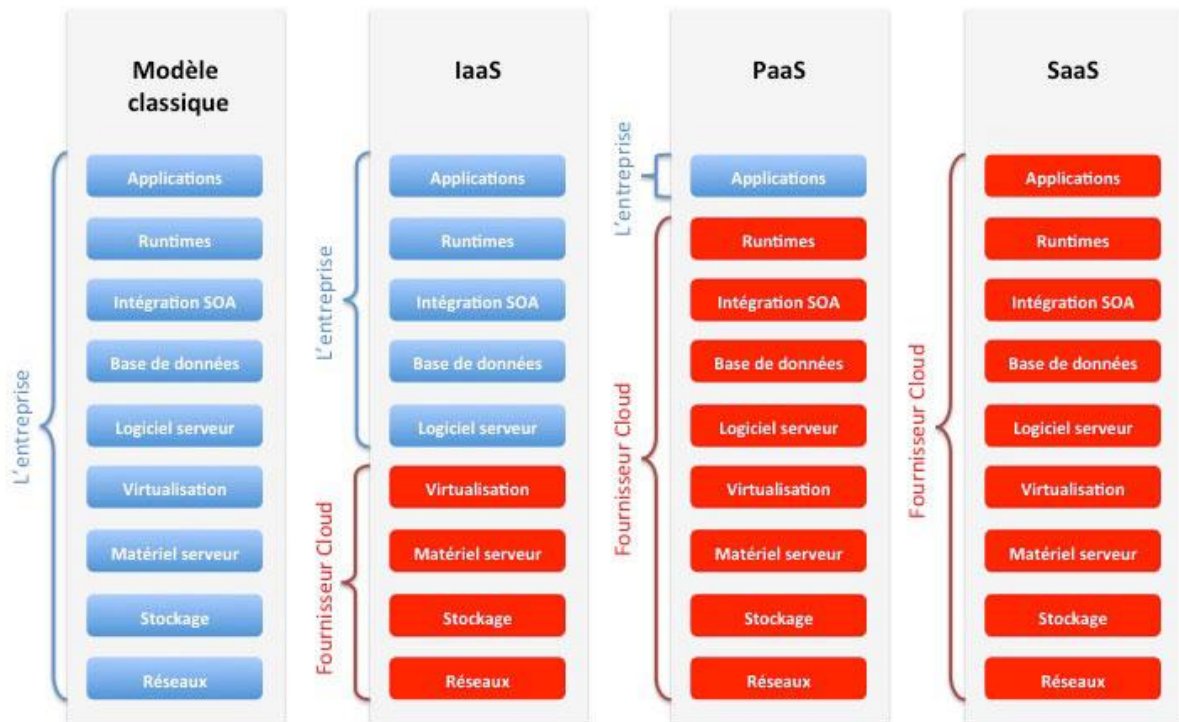 Modèle
classique
L'entreprise
Applications
Runtimes
Intégration SOA
Base de données
Logiciel serveur
Virtualisation
Matériel serveur
Stockage
Réseaux
IaaS
L'entreprise
Fournisseur Cloud
Applications
Runtimes
Intégration SOA
Base de données
Logiciel serveur
Virtualisation
Matériel serveur
Stockage
Réseaux
PaaS
L'entreprise
Fournisseur Cloud
Applications
Runtimes
Intégration SOA
Base de données
Logiciel serveur
Virtualisation
Matériel serveur
Stockage
Réseaux
SaaS
Fournisseur Cloud
Applications
Runtimes
Intégration SOA
Base de données
Logiciel serveur
Virtualisation
Matériel serveur
Stockage
Réseaux